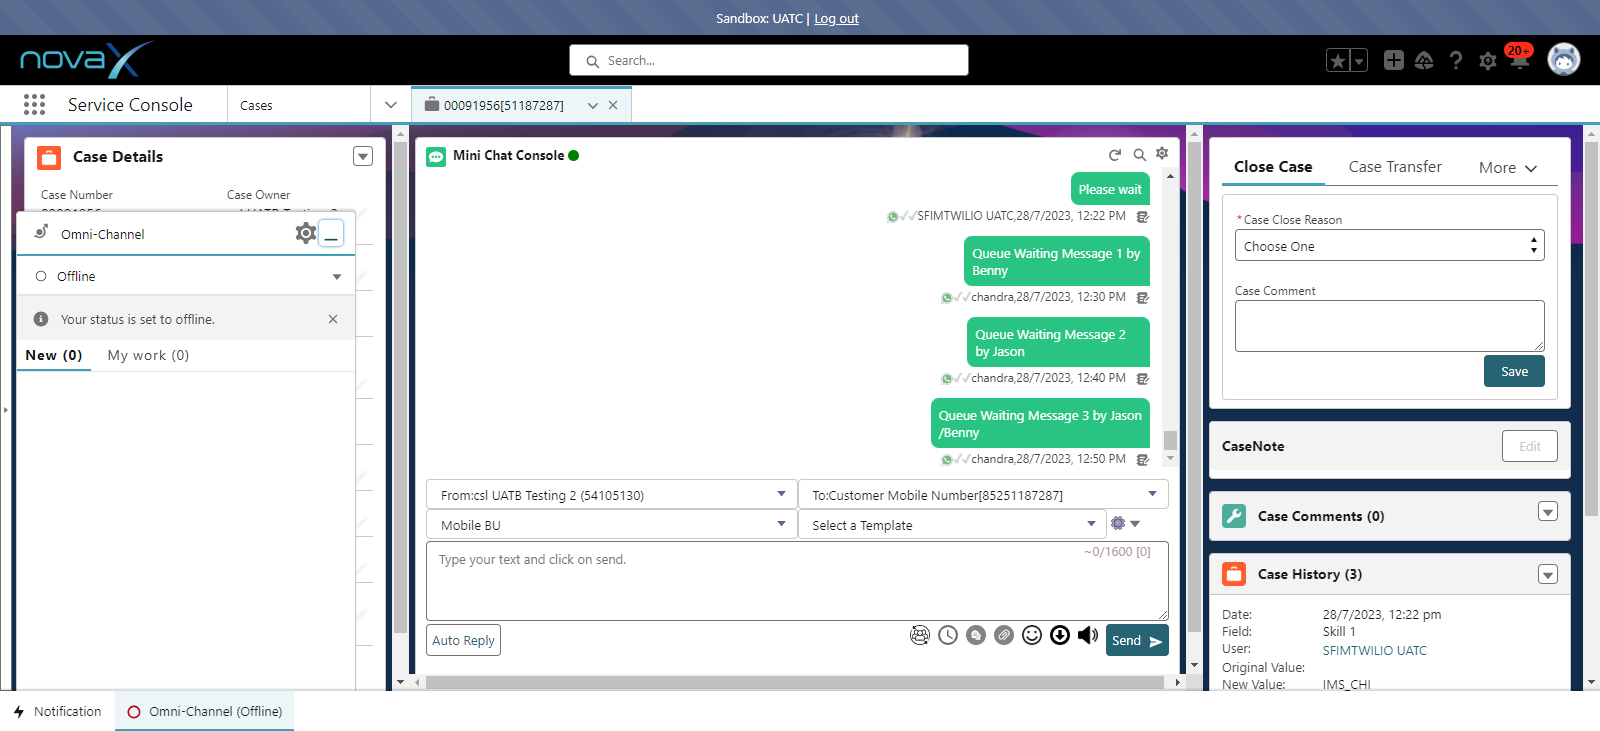 Sandbox: UATC | Log out
novaX
Search...
20+
Service Console
Cases
00091956[51187287]
Case Details
Case Number
Case Owner
Omni-Channel
Offline
Your status is set to offline.
New (0)
My work (0)
Mini Chat Console
Please wait
SFIMTWILIO UATC,28/7/2023, 12:22 PM
Queue Waiting Message 1 by
Benny
chandra,28/7/2023, 12:30 PM
Queue Waiting Message 2
by Jason
chandra,28/7/2023, 12:40 PM
Queue Waiting Message 3 by Jason
/Benny
chandra,28/7/2023, 12:50 PM
From:csl UATB Testing 2 (54105130)
To:Customer Mobile Number[85251187287]
Mobile BU
Select a Template
Type your text and click on send.
~0/1600 [0]
Auto Reply
Send
Close Case
Case Transfer
More
*Case Close Reason
Choose One
Case Comment
Save
CaseNote
Edit
Case Comments (0)
Case History (3)
Date: 28/7/2023, 12:22 pm
Field: Skill 1
User: SFIMTWILIO UATC
Original Value:
New Value: IMS_CHI
Notification
Omni-Channel (Offline)